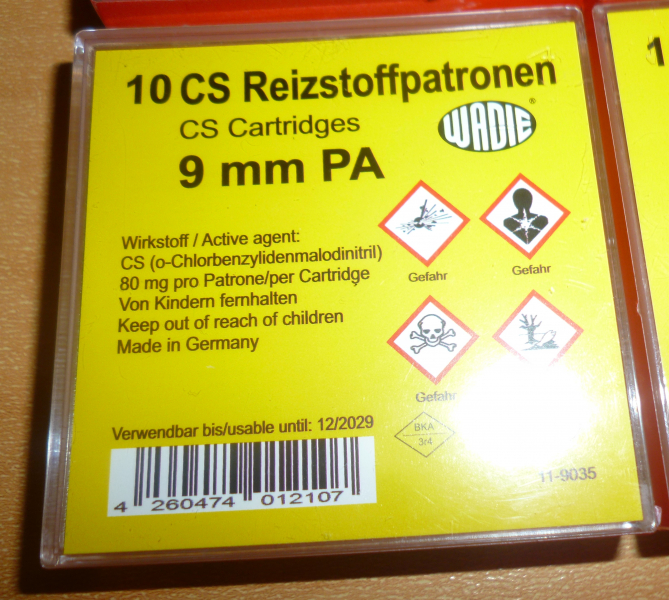 10 CS Reizstoffpatronen
CS Cartridges
WADIE®
9 mm PA
Wirkstoff / Active agent:
CS (o-Chlorbenzylidenmalodinitril)
80 mg pro Patrone/per Cartridge
Von Kindern fernhalten
Keep out of reach of children
Made in Germany
Gefahr
Gefahr
Gefahr
Verwendbar bis/usable until: 12/2029
BKA
3r4
4 260474 012107
11-9035
1